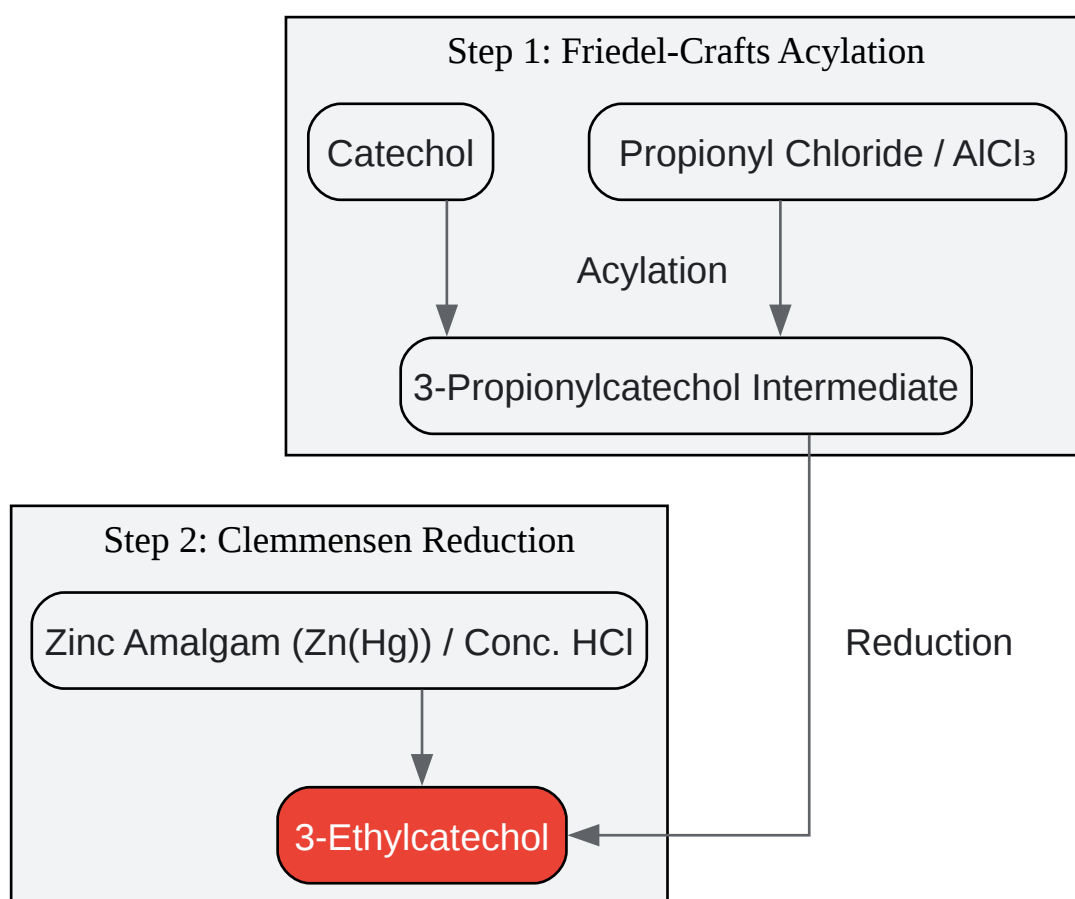 Step 1: Friedel-Crafts Acylation
Catechol
Propionyl Chloride / AlCl₃
Acylation
3-Propionylcatechol Intermediate
Step 2: Clemmensen Reduction
Zinc Amalgam (Zn(Hg)) / Conc. HCl
Reduction
3-Ethylcatechol